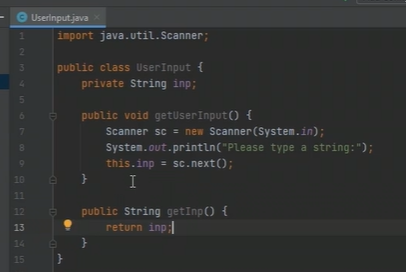 UserInput.java
1 import java.util.Scanner;
2
3 public class UserInput {
4 private String inp;
5
6 public void getUserInput() {
7 Scanner sc = new Scanner(System.in);
8 System.out.println("Please type a string:");
9 this.inp = sc.next();
10 }
11
12 public String getInp() {
13 return inp;
14 }
15 }